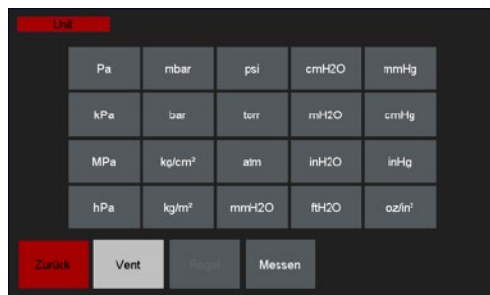 Unit
Pa mbar psi cmH2O mmHg
kPa bar torr mH2O cmHg
MPa kg/cm² atm inH2O inHg
hPa kg/m² mmH2O ftH2O oz/in²
Zurück Vent Regel Messen